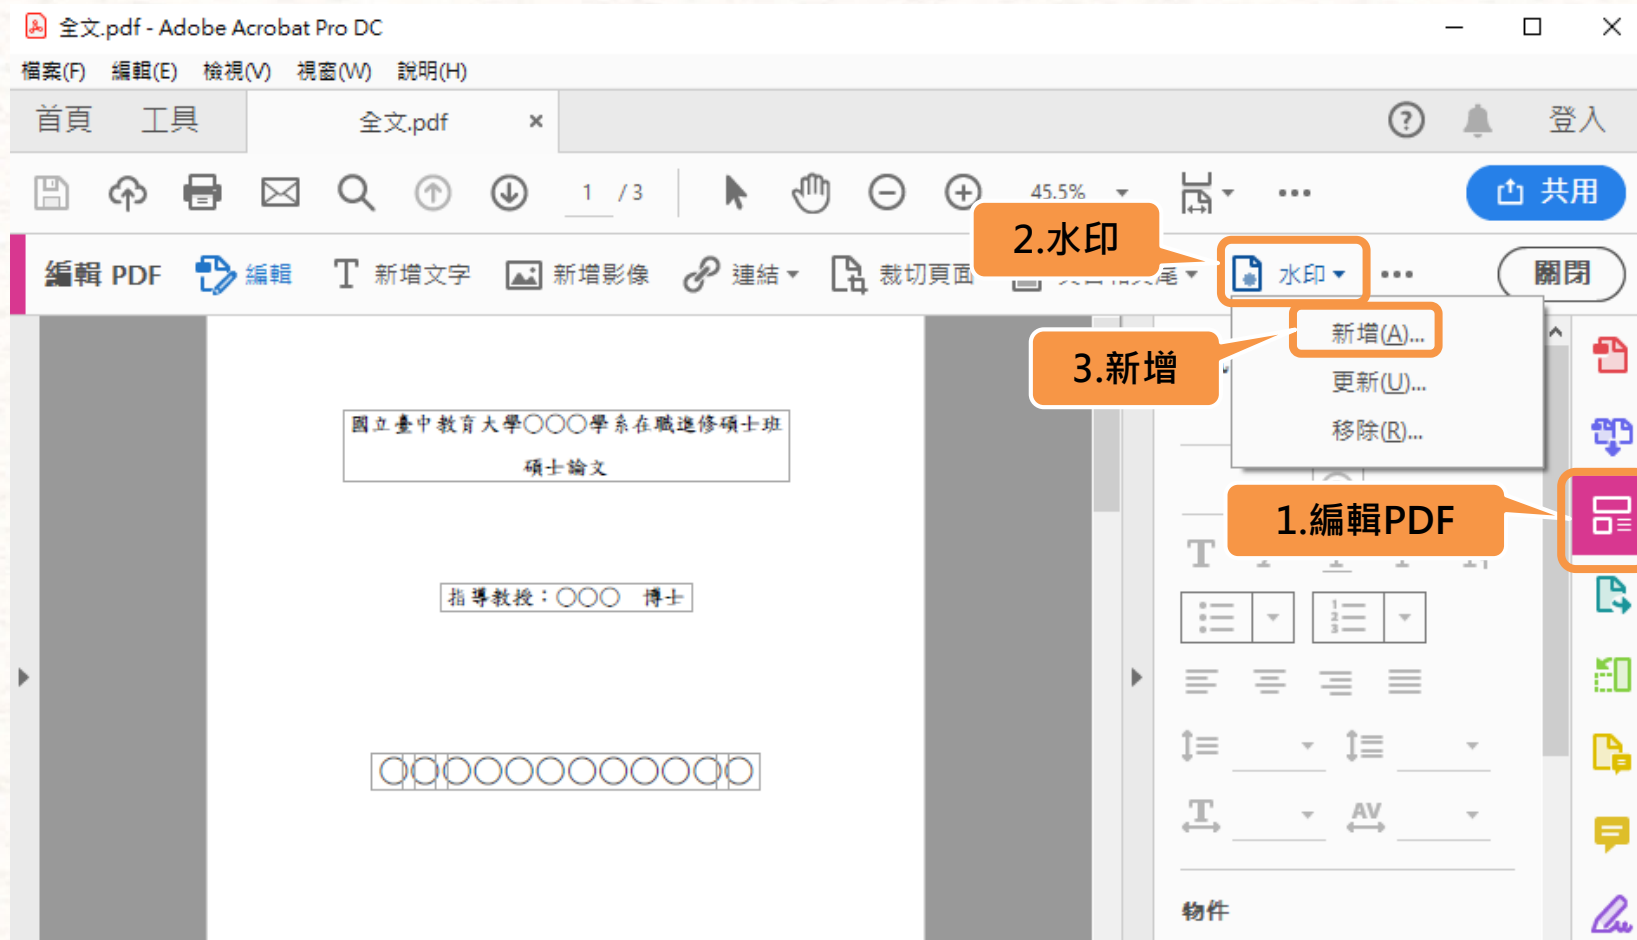 全文.pdf - Adobe Acrobat Pro DC
檔案(F) 編輯(E) 檢視(V) 視窗(W) 說明(H)
首頁 工具 全文.pdf × ? 登入
1 / 3 45.5% 共用
2.水印
編輯 PDF 編輯 新增文字 新增影像 連結 裁切頁面 尾 水印 關閉
新增(A)...
3.新增
更新(U)...
移除(R)...
國立臺中教育大學○○○學系在職進修碩士班
碩士論文
1.編輯PDF
指導教授：○○○ 博士
○○○○○○○○○○○○
物件